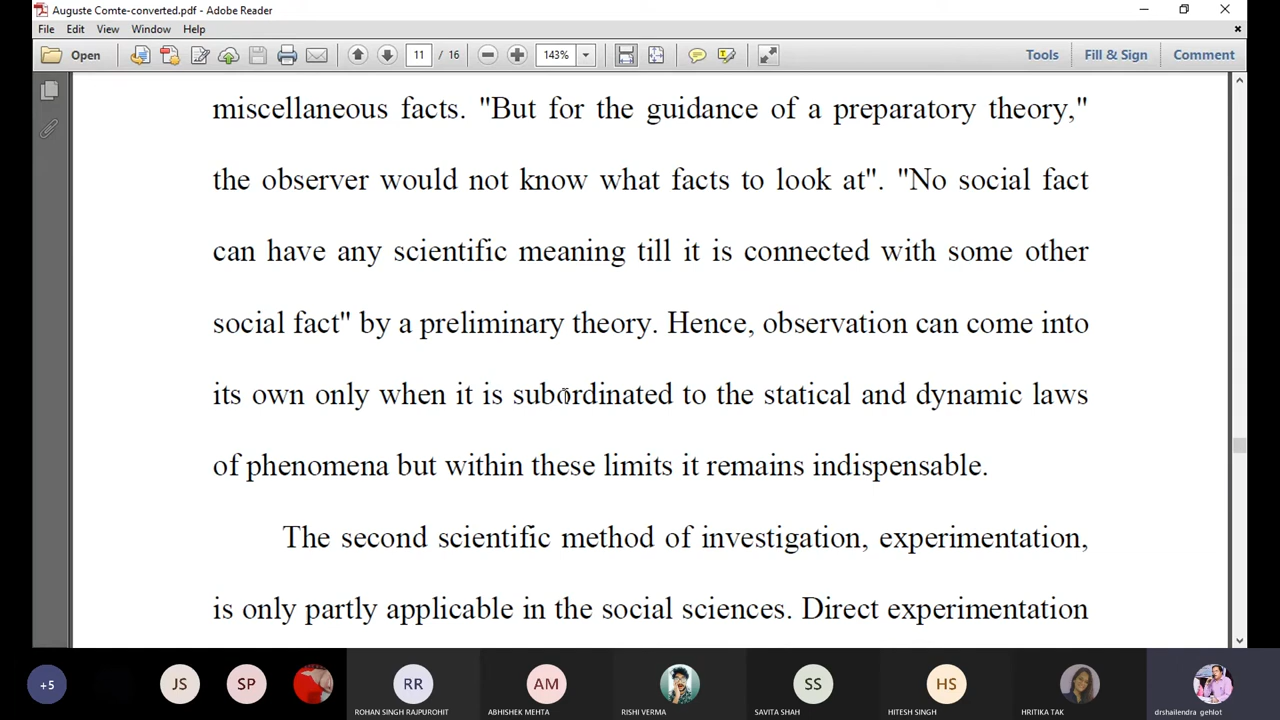 Auguste Comte-converted.pdf - Adobe Reader
File Edit View Window Help
Open 11 / 16 143% Tools Fill & Sign Comment
miscellaneous facts. "But for the guidance of a preparatory theory,"
the observer would not know what facts to look at". "No social fact
can have any scientific meaning till it is connected with some other
social fact" by a preliminary theory. Hence, observation can come into
its own only when it is subordinated to the statical and dynamic laws
of phenomena but within these limits it remains indispensable.
The second scientific method of investigation, experimentation,
is only partly applicable in the social sciences. Direct experimentation
+5 JS SP RR AM SS HS
ROHAN SINGH RAJPUROHIT ABHISHEK MEHTA RISHI VERMA SAVITA SHAH HITESH SINGH HRITIKA TAK drshailendra gehlot